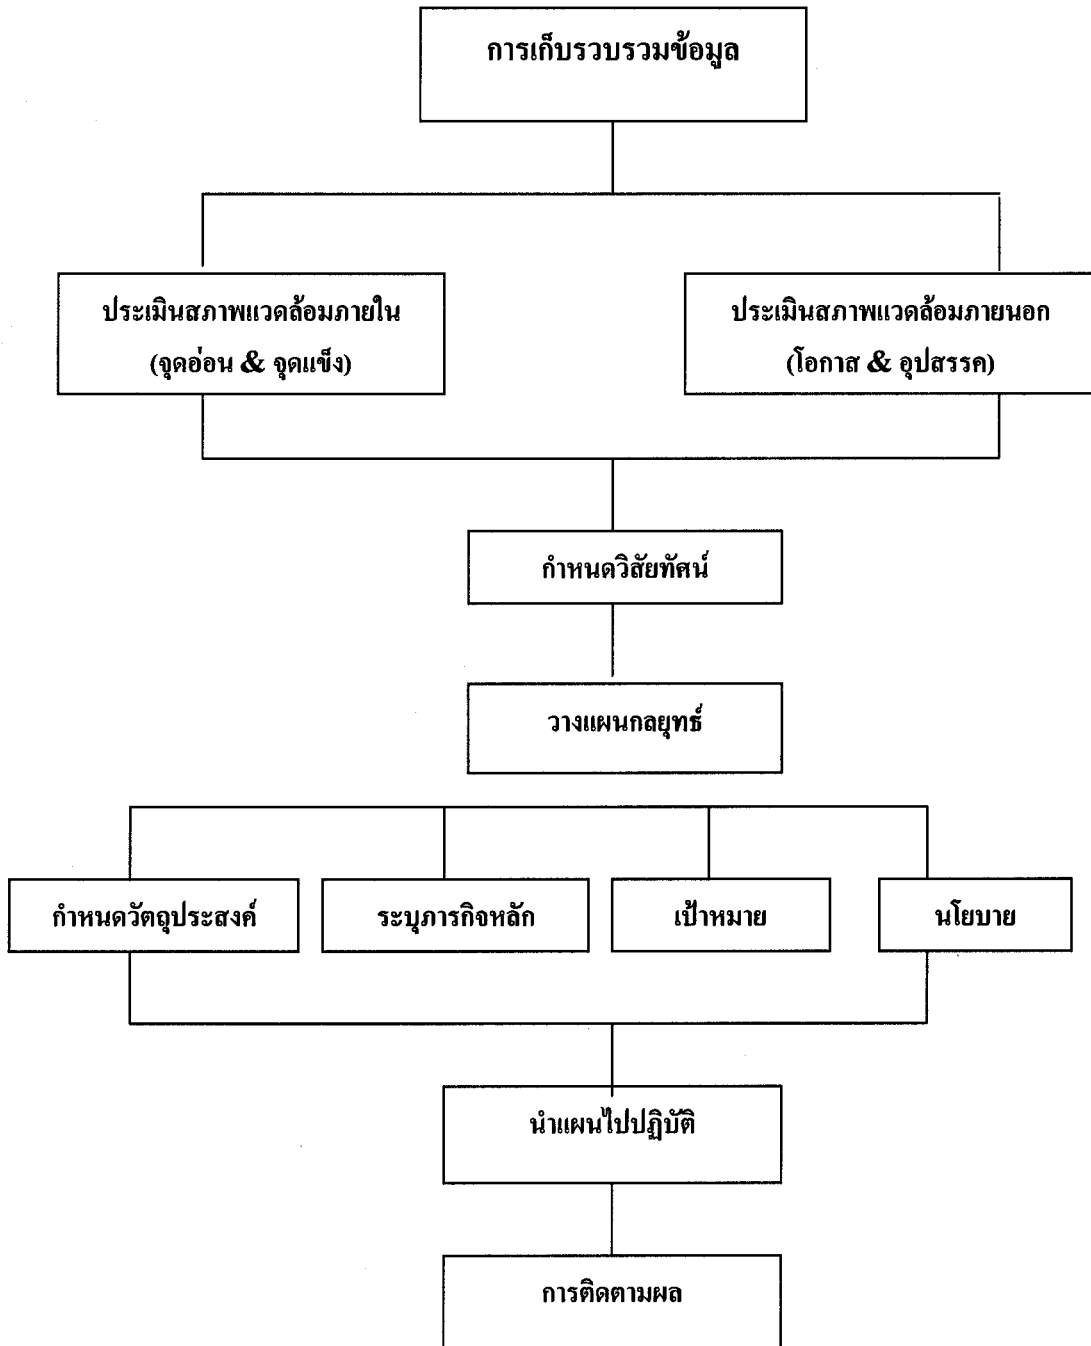 การเก็บรวบรวมข้อมูล
ประเมินสภาพแวดล้อมภายใน
(จุดอ่อน & จุดแข็ง)
ประเมินสภาพแวดล้อมภายนอก
(โอกาส & อุปสรรค)
กำหนดวิสัยทัศน์
วางแผนกลยุทธ์
กำหนดวัตถุประสงค์
ระบุภารกิจหลัก
เป้าหมาย
นโยบาย
นำแผนไปปฏิบัติ
การติดตามผล